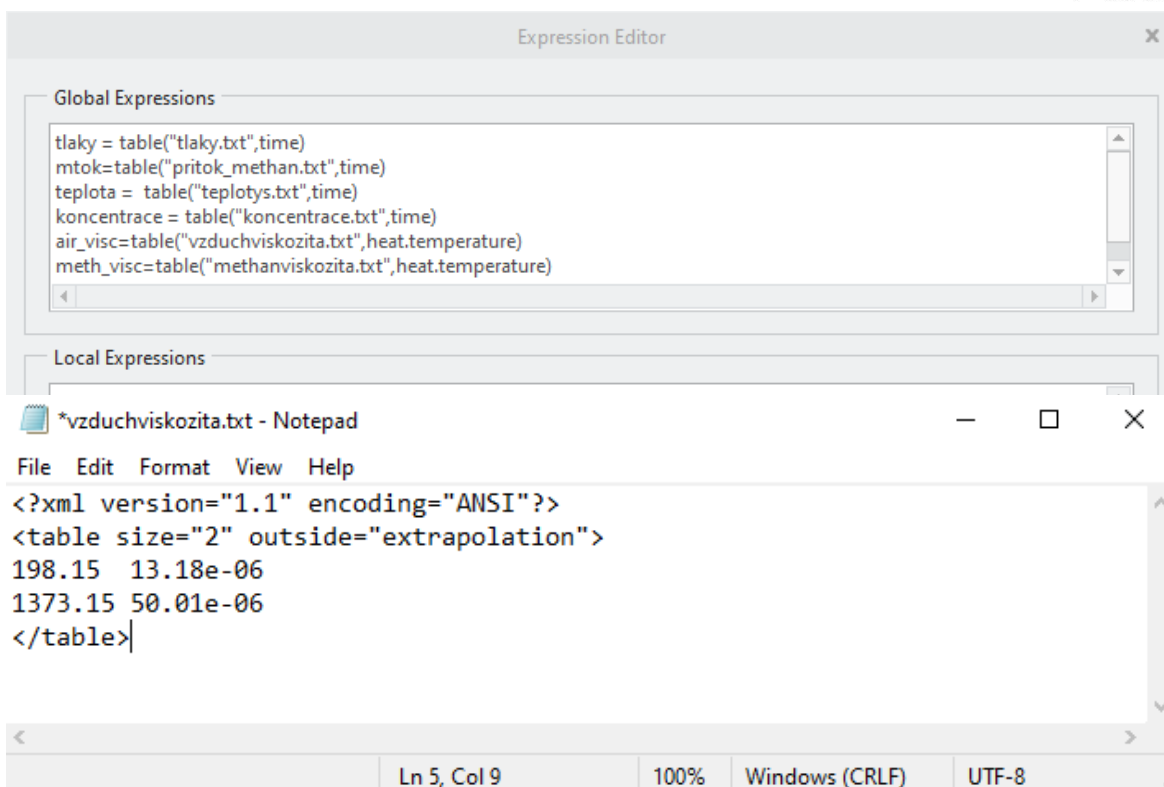 Expression Editor
Global Expressions
tlaky = table("tlaky.txt",time)
mtok=table("pritok_methan.txt",time)
teplota =  table("teplotys.txt",time)
koncentrace = table("koncentrace.txt",time)
air_visc=table("vzduchviskozita.txt",heat.temperature)
meth_visc=table("methanviskozita.txt",heat.temperature)
Local Expressions
*vzduchviskozita.txt - Notepad
File Edit Format View Help
<?xml version="1.1" encoding="ANSI"?>
<table size="2" outside="extrapolation">
198.15  13.18e-06
1373.15 50.01e-06
</table>
Ln 5, Col 9 100% Windows (CRLF) UTF-8